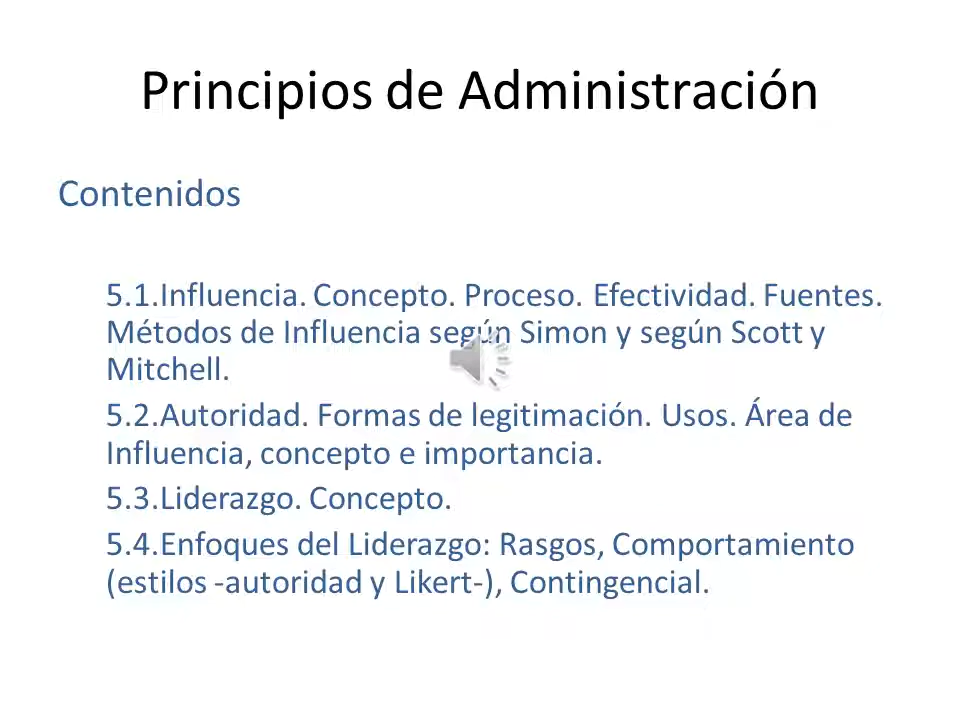 Principios de Administración
Contenidos
5.1.Influencia. Concepto. Proceso. Efectividad. Fuentes.
Métodos de Influencia según Simon y según Scott y
Mitchell.
5.2.Autoridad. Formas de legitimación. Usos. Área de
Influencia, concepto e importancia.
5.3.Liderazgo. Concepto.
5.4.Enfoques del Liderazgo: Rasgos, Comportamiento
(estilos -autoridad y Likert-), Contingencial.